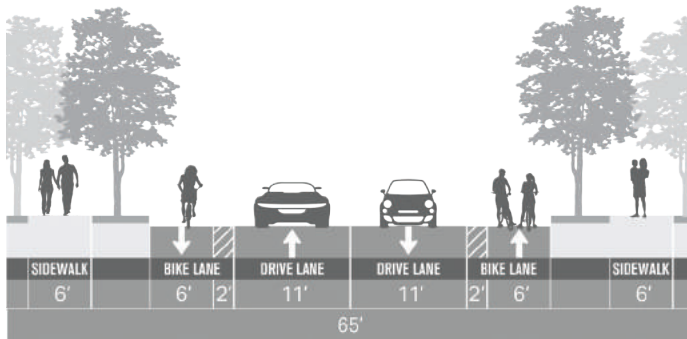 SIDEWALK BIKE LANE DRIVE LANE DRIVE LANE BIKE LANE SIDEWALK
6' 6' 2' 11' 11' 2' 6' 6'
65'